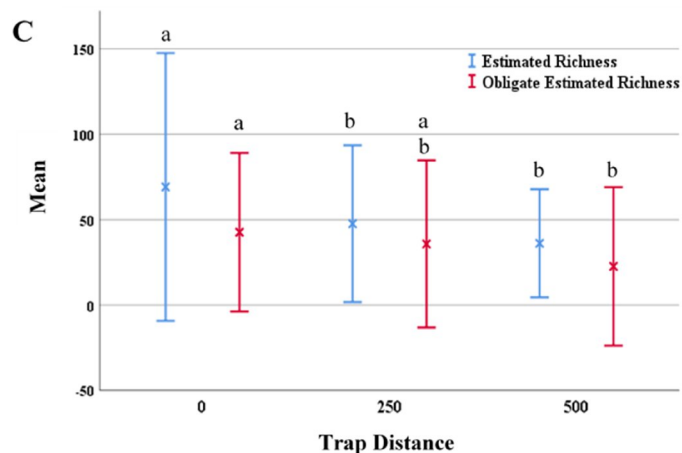 C
a
150
Estimated Richness
Obligate Estimated Richness
a
b
a
b
100
b
b
Mean
50
0
-50
0
250
500
Trap Distance